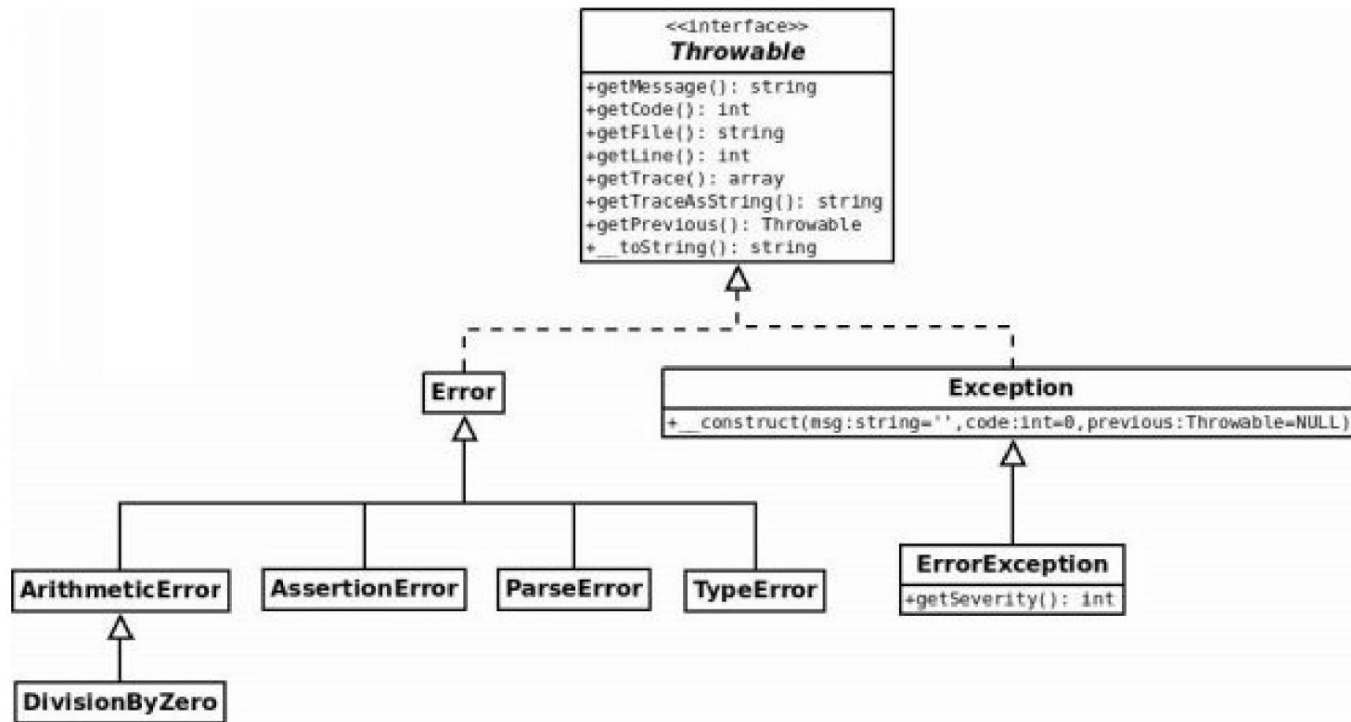 <<interface>>
Throwable
+getMessage(): string
+getCode(): int
+getFile(): string
+getLine(): int
+getTrace(): array
+getTraceAsString(): string
+getPrevious(): Throwable
+__toString(): string
Error
Exception
+__construct(msg:string='',code:int=0,previous:Throwable=NULL)
ArithmeticError
AssertionError
ParseError
TypeError
ErrorException
+getSeverity(): int
DivisionByZero